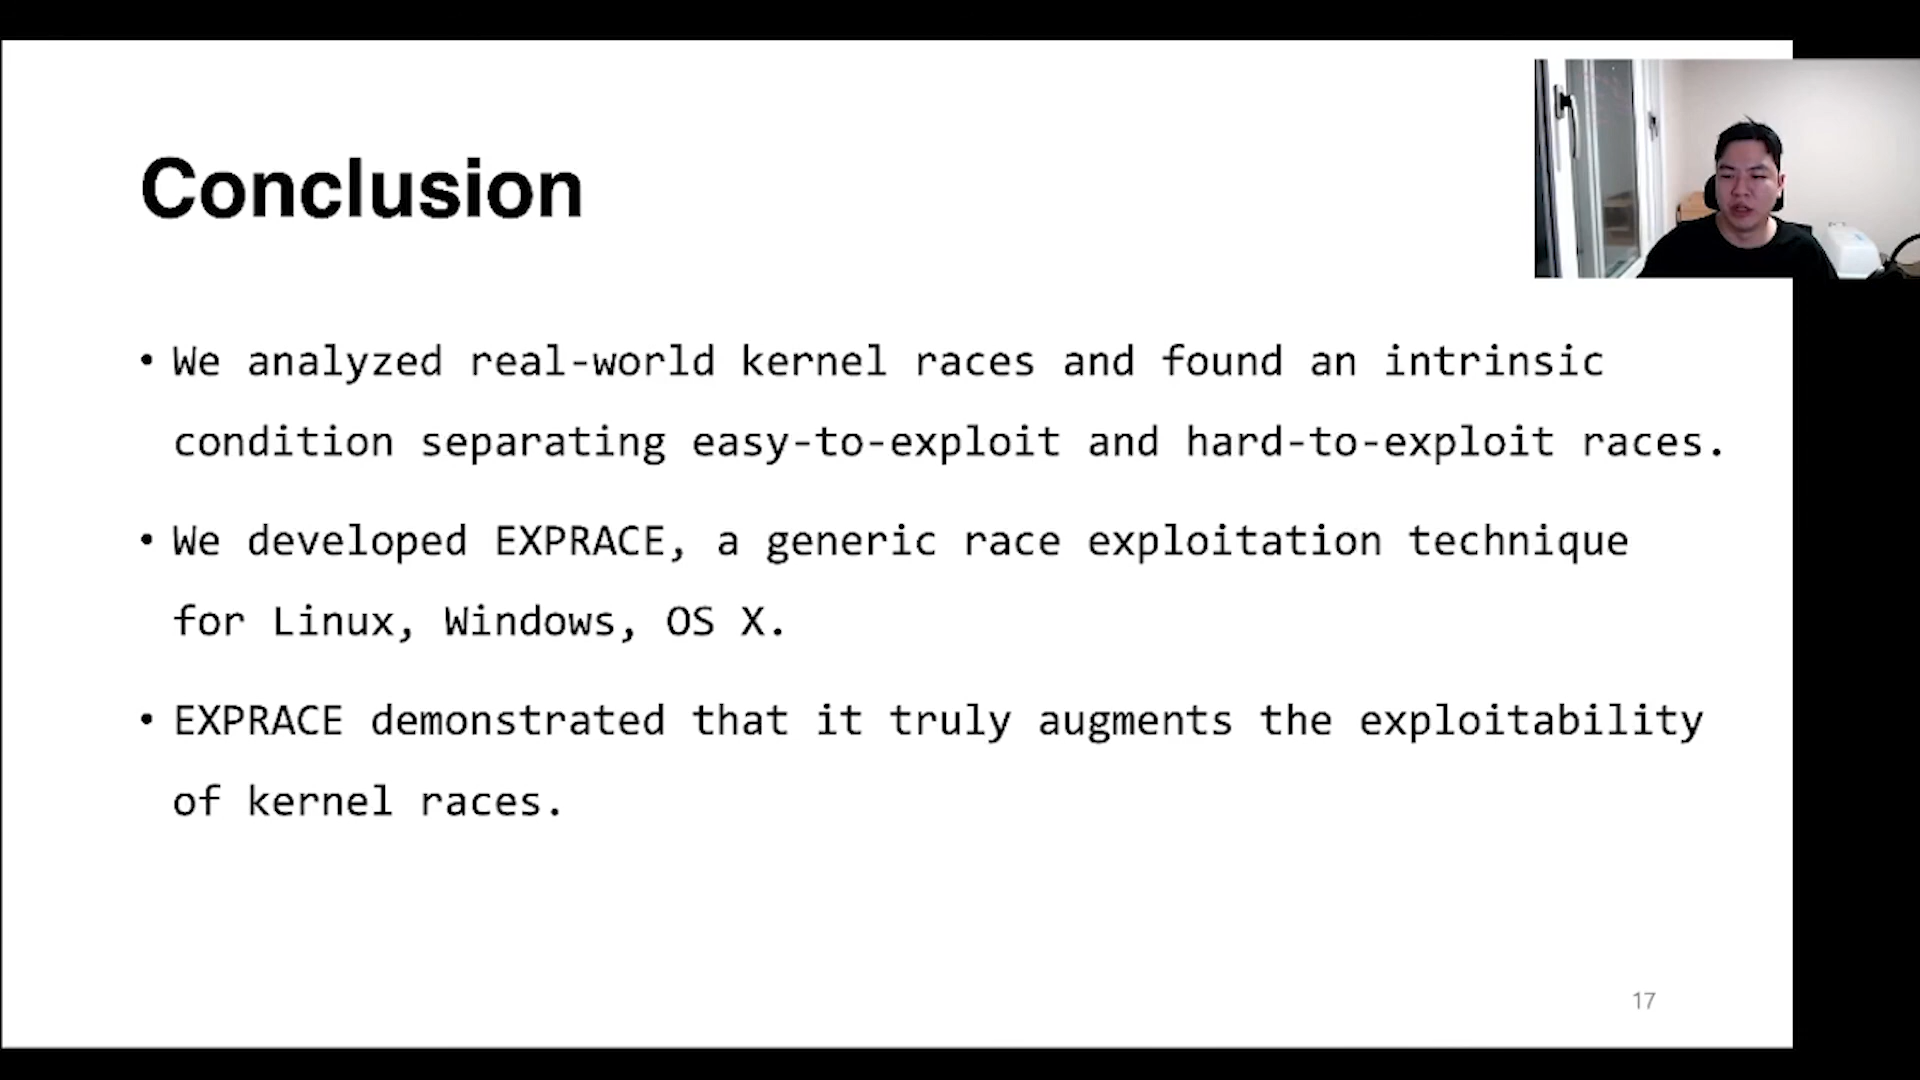 Conclusion
• We analyzed real-world kernel races and found an intrinsic
condition separating easy-to-exploit and hard-to-exploit races.
• We developed EXPRACE, a generic race exploitation technique
for Linux, Windows, OS X.
• EXPRACE demonstrated that it truly augments the exploitability
of kernel races.
17